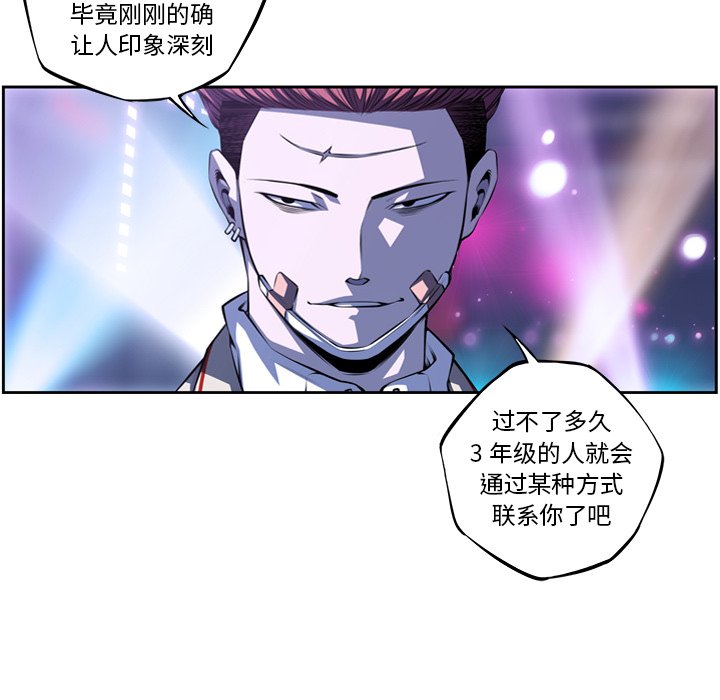 毕竟刚刚的确
让人印象深刻
过不了多久
3 年级的人就会
通过某种方式
联系你了吧